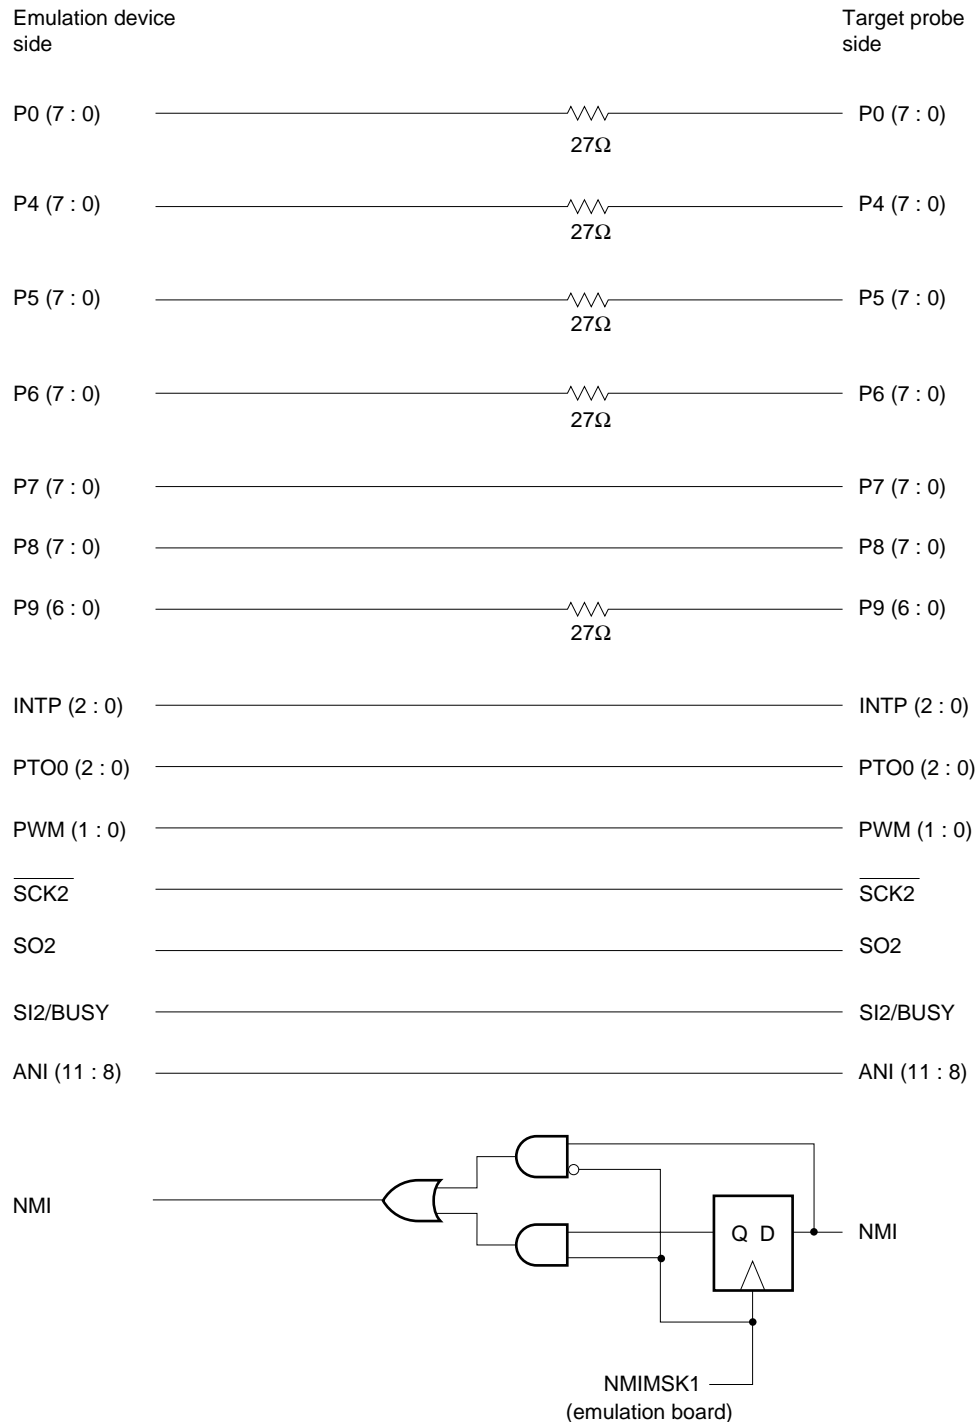 Emulation device side
Target probe side
P0 (7 : 0) P0 (7 : 0)
27Ω
P4 (7 : 0) P4 (7 : 0)
27Ω
P5 (7 : 0) P5 (7 : 0)
27Ω
P6 (7 : 0) P6 (7 : 0)
27Ω
P7 (7 : 0) P7 (7 : 0)
P8 (7 : 0) P8 (7 : 0)
P9 (6 : 0) P9 (6 : 0)
27Ω
INTP (2 : 0) INTP (2 : 0)
PTO0 (2 : 0) PTO0 (2 : 0)
PWM (1 : 0) PWM (1 : 0)
S̅C̅K̅2̅ S̅C̅K̅2̅
SO2 SO2
SI2/BUSY SI2/BUSY
ANI (11 : 8) ANI (11 : 8)
NMI Q D NMI
NMIMSK1
(emulation board)